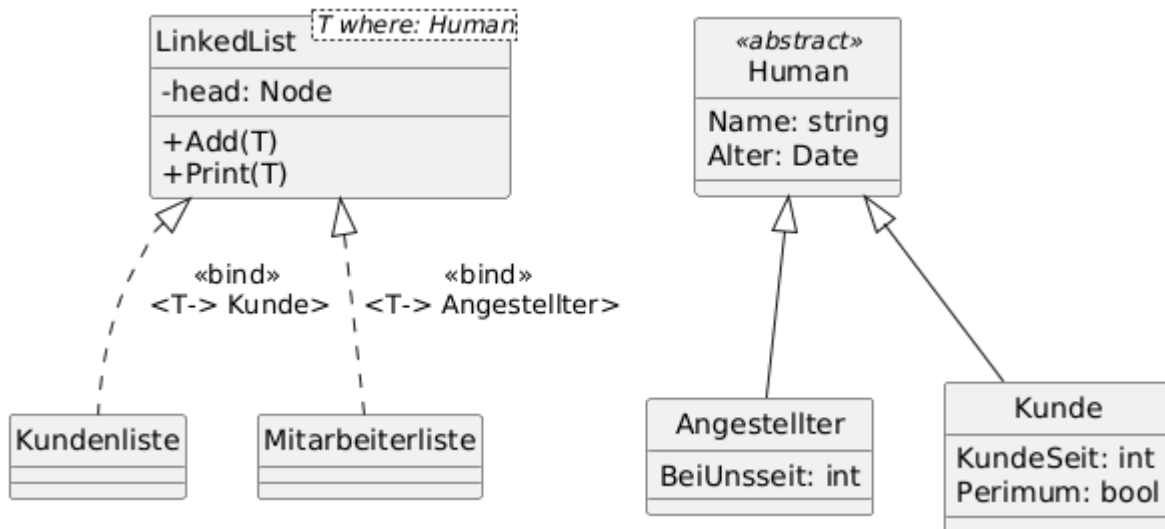 LinkedList
T where: Human
-head: Node
+Add(T)
+Print(T)
«abstract»
Human
Name: string
Alter: Date
«bind»
<T-> Kunde>
«bind»
<T-> Angestellter>
Kundenliste
Mitarbeiterliste
Angestellter
BeiUnsseit: int
Kunde
KundeSeit: int
Perimum: bool